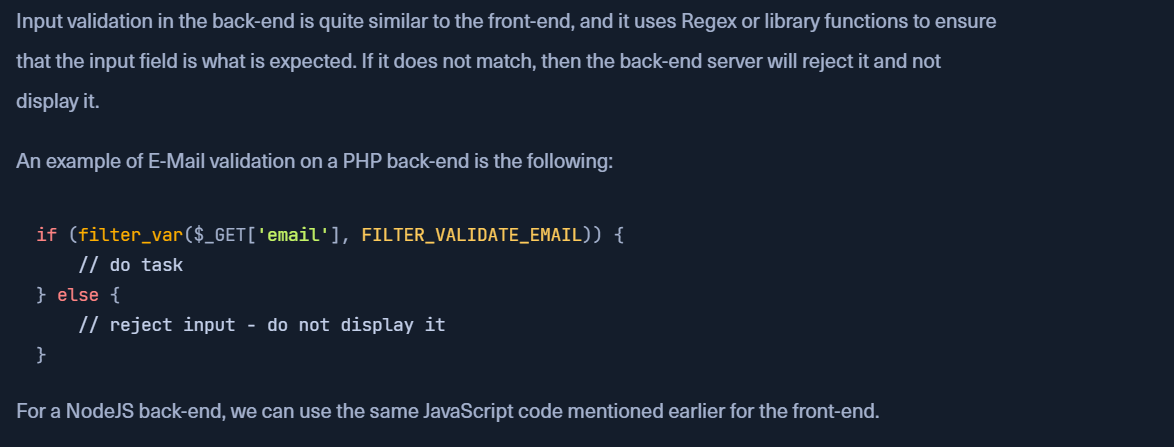 Input validation in the back-end is quite similar to the front-end, and it uses Regex or library functions to ensure
that the input field is what is expected. If it does not match, then the back-end server will reject it and not
display it.
An example of E-Mail validation on a PHP back-end is the following:
if (filter_var($_GET['email'], FILTER_VALIDATE_EMAIL)) {
    // do task
} else {
    // reject input - do not display it
}
For a NodeJS back-end, we can use the same JavaScript code mentioned earlier for the front-end.